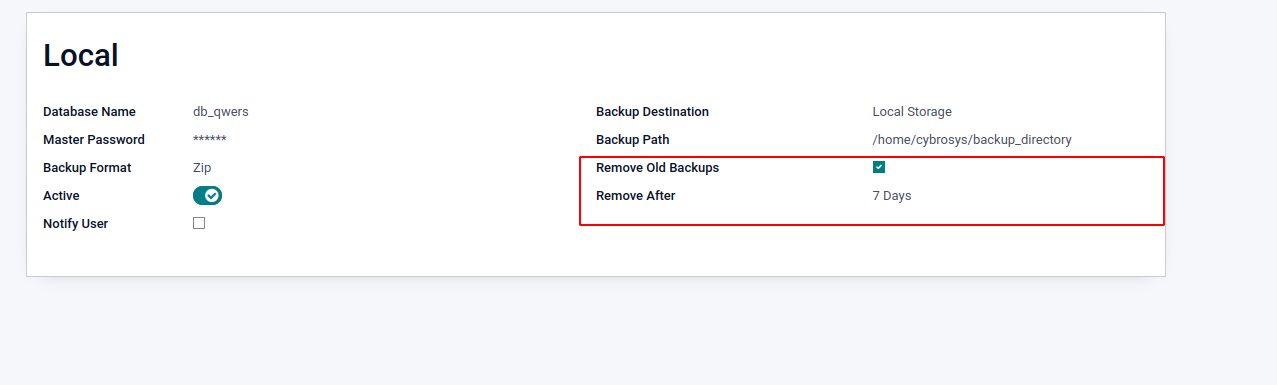 Local
Database Name db_qwers
Master Password ******
Backup Format Zip
Active
Notify User
Backup Destination Local Storage
Backup Path /home/cybrosys/backup_directory
Remove Old Backups
Remove After 7 Days